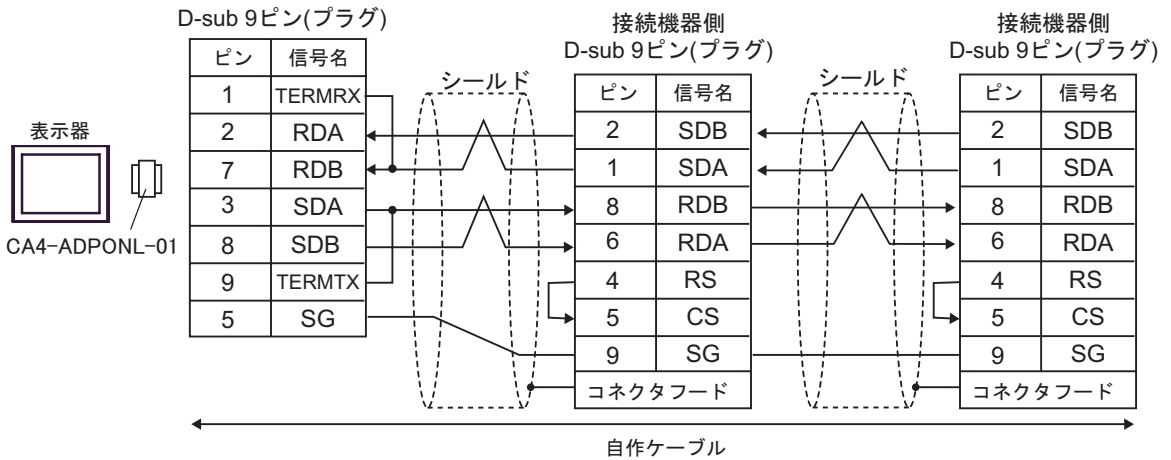 D-sub 9ピン(プラグ)
ピン 信号名
1 TERMRX
2 RDA
7 RDB
3 SDA
8 SDB
9 TERMTX
5 SG
表示器
CA4-ADPONL-01
シールド
接続機器側
D-sub 9ピン(プラグ)
ピン 信号名
2 SDB
1 SDA
8 RDB
6 RDA
4 RS
5 CS
9 SG
コネクタフード
シールド
接続機器側
D-sub 9ピン(プラグ)
ピン 信号名
2 SDB
1 SDA
8 RDB
6 RDA
4 RS
5 CS
9 SG
コネクタフード
自作ケーブル